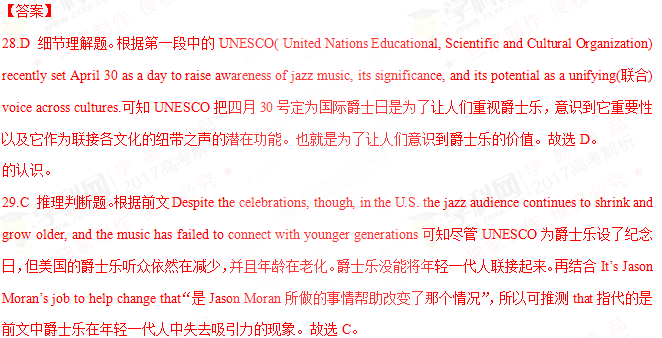 【答案】
28.D 细节理解题。根据第一段中的 UNESCO( United Nations Educational, Scientific and Cultural Organization)
recently set April 30 as a day to raise awareness of jazz music, its significance, and its potential as a unifying(联合)
voice across cultures.可知 UNESCO 把四月 30 号定为国际爵士日是为了让人们重视爵士乐，意识到它重要性
以及它作为联接各文化的纽带之声的潜在功能。也就是为了让人们意识到爵士乐的价值。故选 D。
的认识。
29.C 推理判断题。根据前文 Despite the celebrations, though, in the U.S. the jazz audience continues to shrink and
grow older, and the music has failed to connect with younger generations 可知尽管 UNESCO 为爵士乐设了纪念
日，但美国的爵士乐听众依然在减少，并且年龄在老化。爵士乐没能将年轻一代人联接起来。再结合 It’s Jason
Moran’s job to help change that“是 Jason Moran 所做的事情帮助改变了那个情况”，所以可推测 that 指代的是
前文中爵士乐在年轻一代人中失去吸引力的现象。故选 C。